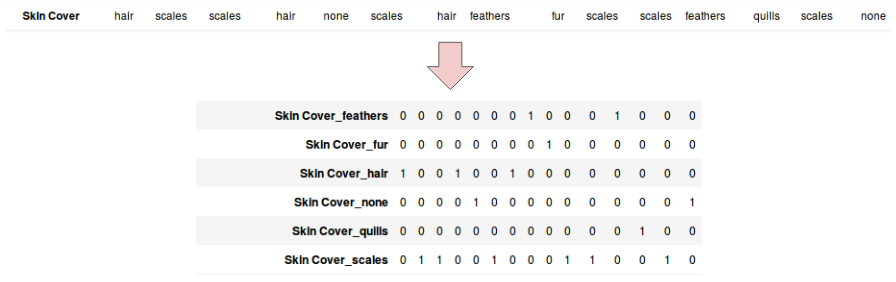 Skin Cover hair scales scales hair none scales hair feathers fur scales scales feathers quills scales none
Skin Cover_feathers 0 0 0 0 0 0 0 1 0 0 0 1 0 0 0
Skin Cover_fur 0 0 0 0 0 0 0 0 1 0 0 0 0 0 0
Skin Cover_hair 1 0 0 1 0 0 1 0 0 0 0 0 0 0 0
Skin Cover_none 0 0 0 0 1 0 0 0 0 0 0 0 0 0 1
Skin Cover_quills 0 0 0 0 0 0 0 0 0 0 0 0 1 0 0
Skin Cover_scales 0 1 1 0 0 1 0 0 0 1 1 0 0 1 0